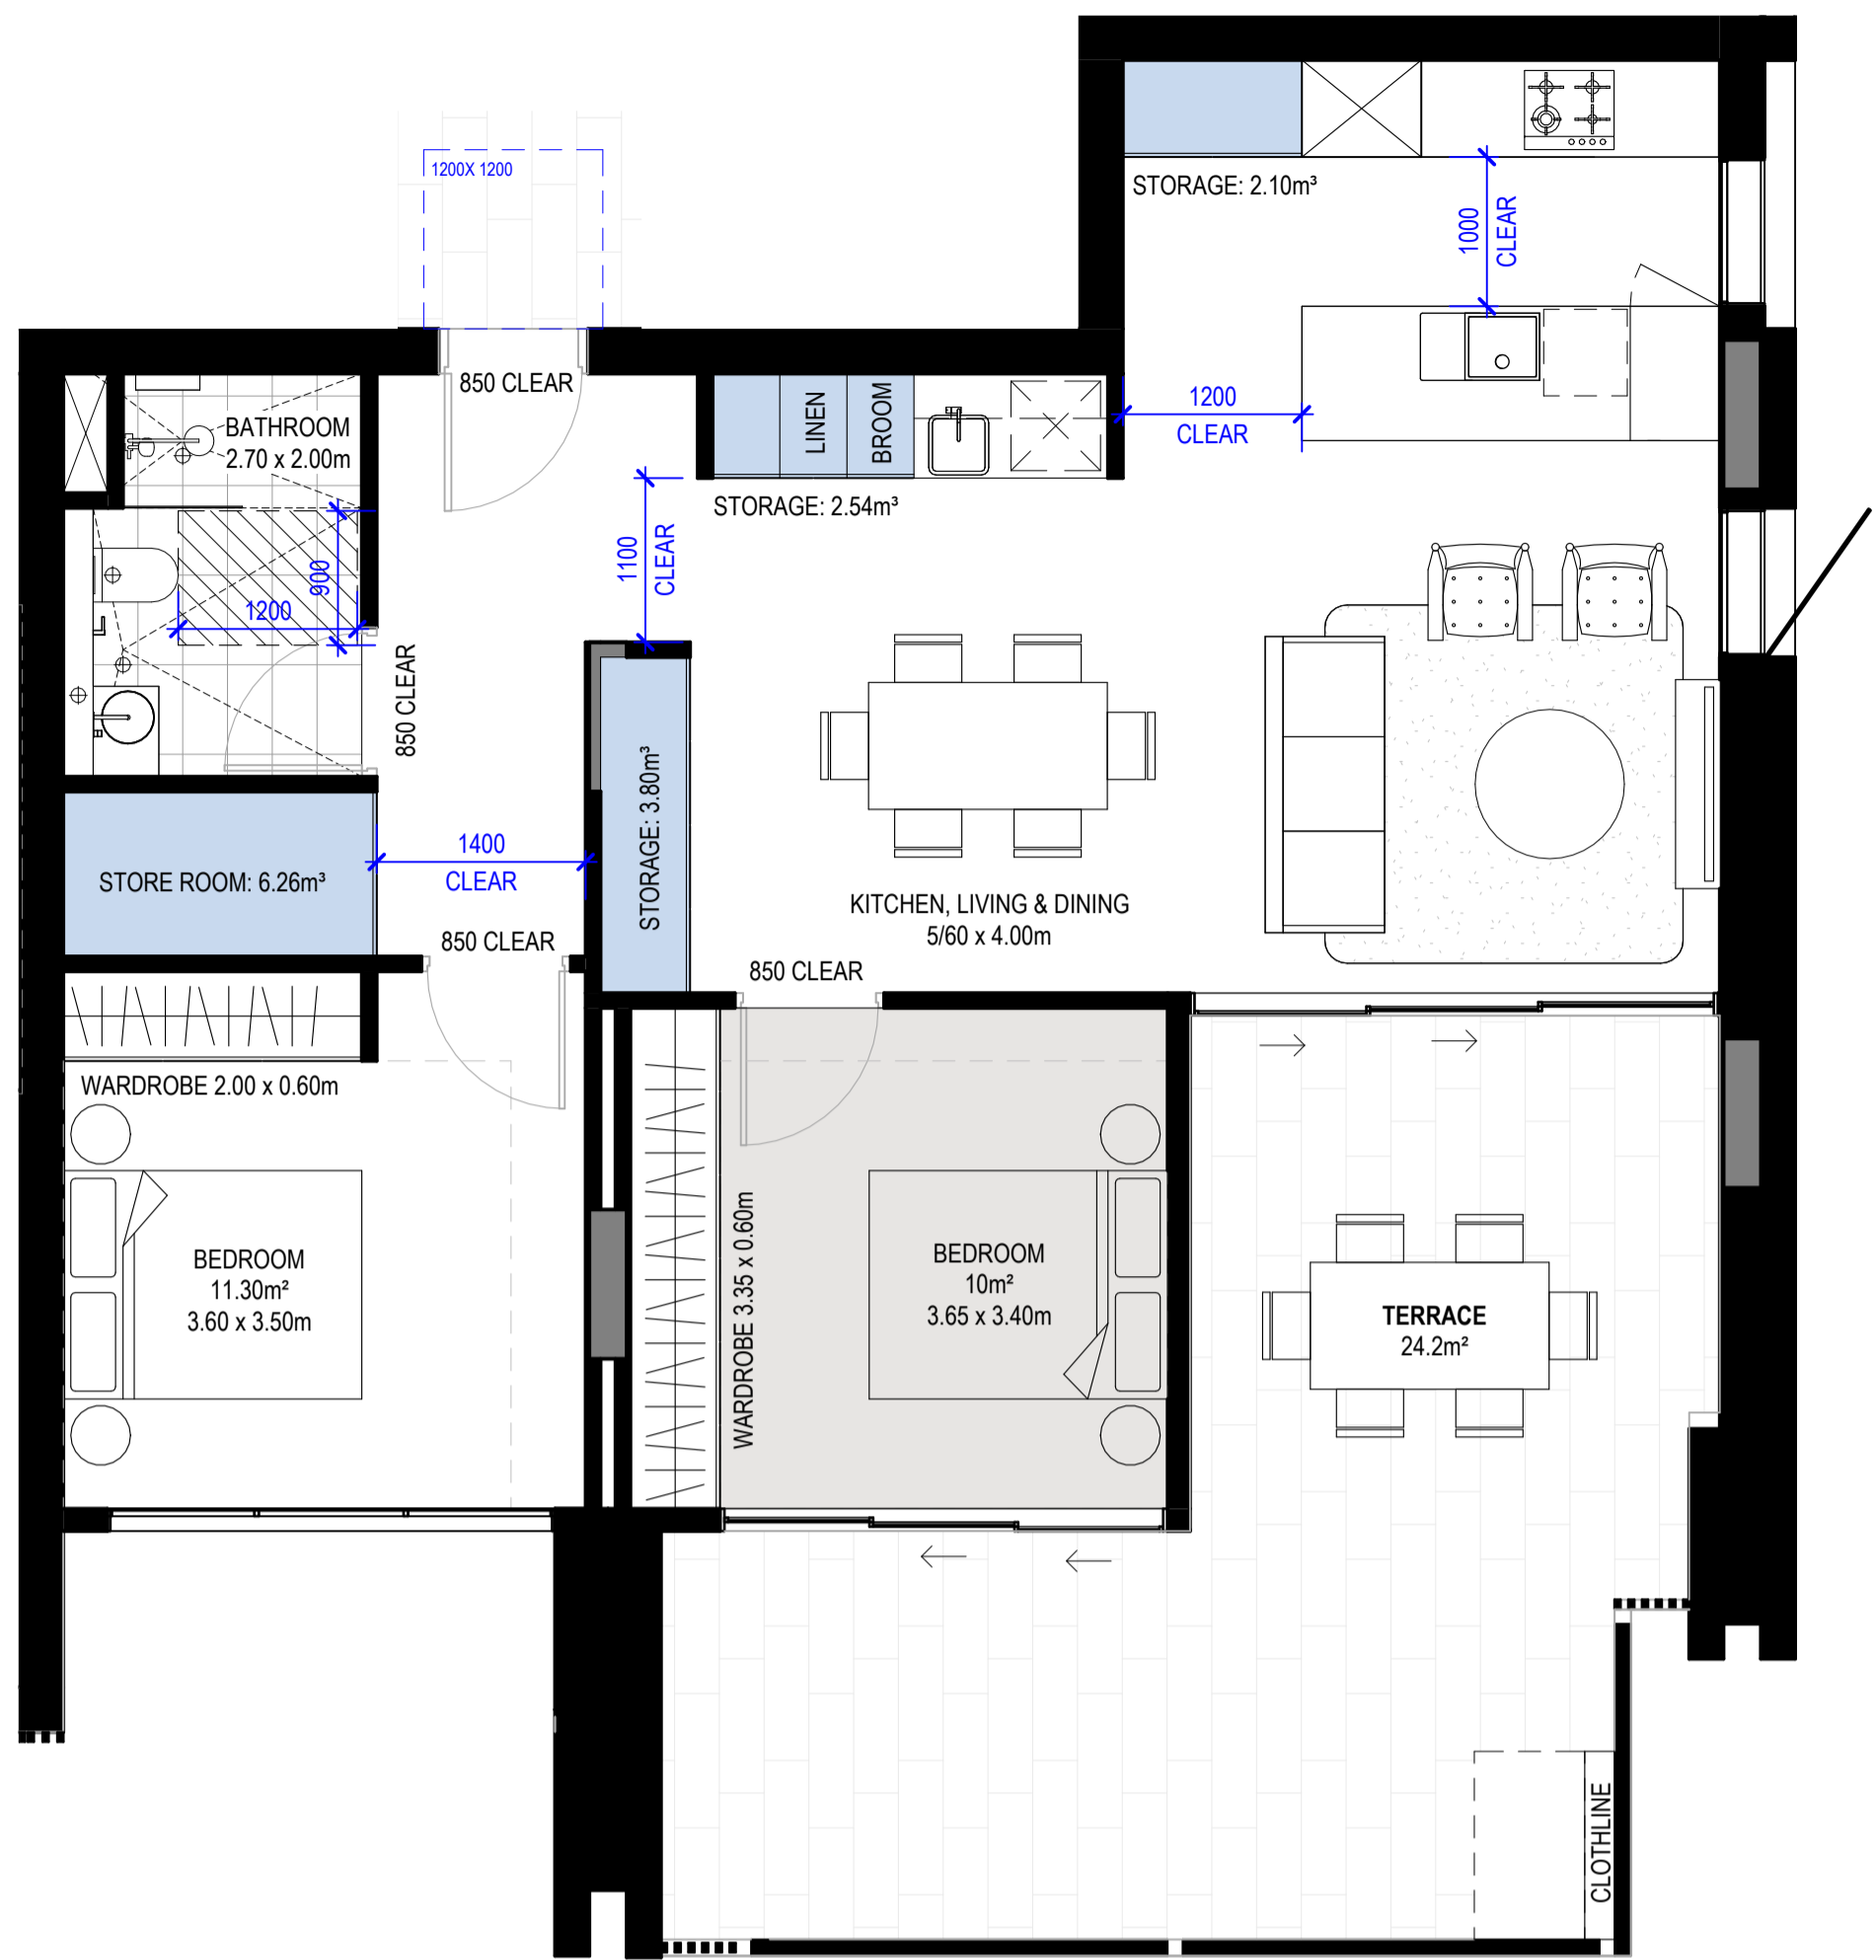 1200X 1200
STORAGE: 2.10m³
1000
CLEAR
850 CLEAR
BATHROOM
2.70 x 2.00m
LINEN
BROOM
1200
CLEAR
STORAGE: 2.54m³
1100
CLEAR
900
1200
850 CLEAR
STORAGE: 3.80m³
1400
CLEAR
STORE ROOM: 6.26m³
KITCHEN, LIVING & DINING
5/60 x 4.00m
850 CLEAR
850 CLEAR
WARDROBE 2.00 x 0.60m
WARDROBE 3.35 x 0.60m
BEDROOM
11.30m²
3.60 x 3.50m
BEDROOM
10m²
3.65 x 3.40m
TERRACE
24.2m²
CLOTHLINE